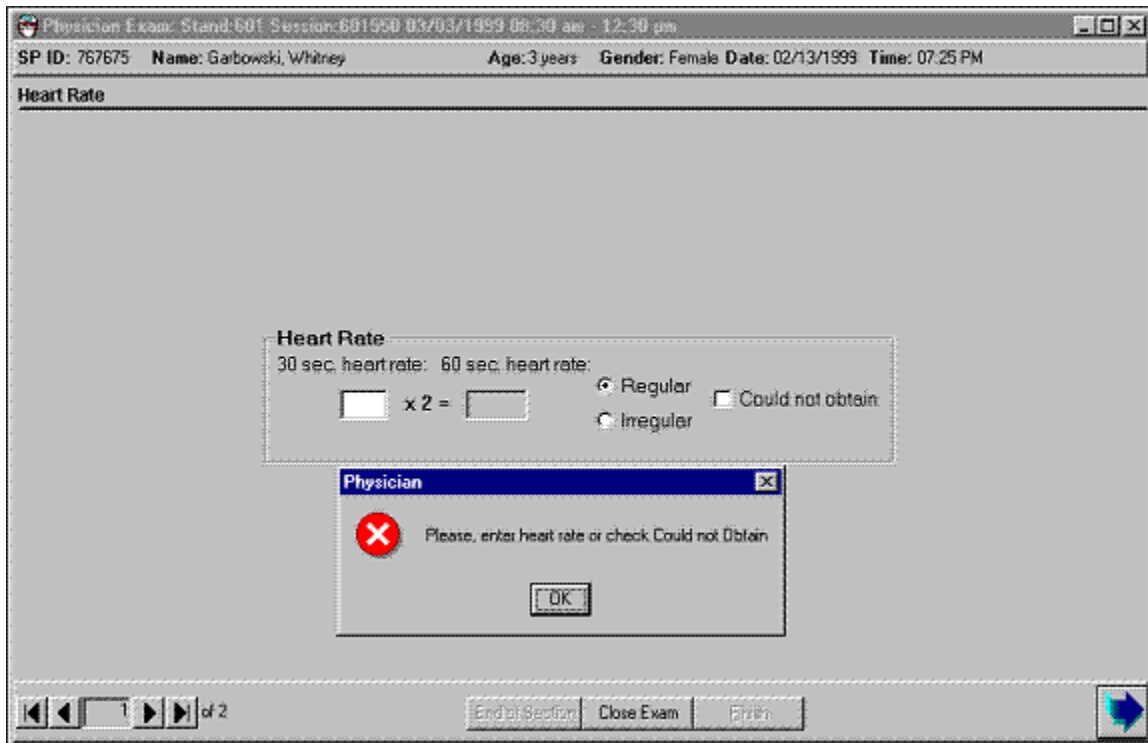 Physician Exam: Stand:601 Session:601550 03/03/1999 08:30 am - 12:30 pm
SP ID: 767675 Name: Garbowski, Whitney Age: 3 years Gender: Female Date: 02/13/1999 Time: 07:25 PM
Heart Rate
Heart Rate
30 sec. heart rate: 60 sec. heart rate:
Regular
x 2 = Could not obtain
Irregular
Physician
Please, enter heart rate or check Could not Obtain
OK
1 of 2 End of Section Close Exam Finish